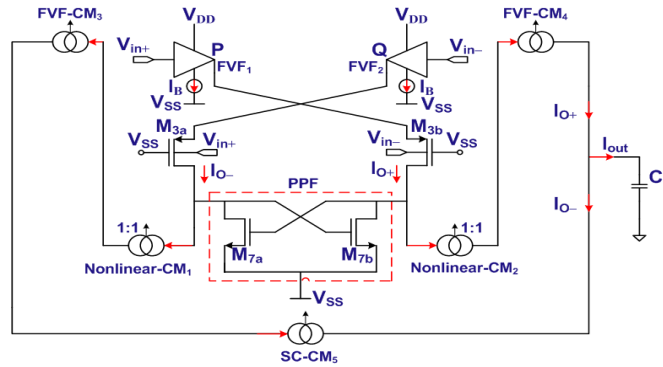 FVF-CM3
VDD
VDD
FVF-CM4
Vin+
P
FVF1
Q
FVF2
Vin−
IB
VSS
IB
VSS
M3a
VSS
Vin+
Vin−
M3b
VSS
IO−
IO+
PPF
IO+
Iout
C
IO−
1:1
M7a
M7b
1:1
Nonlinear-CM1
Nonlinear-CM2
VSS
SC-CM5